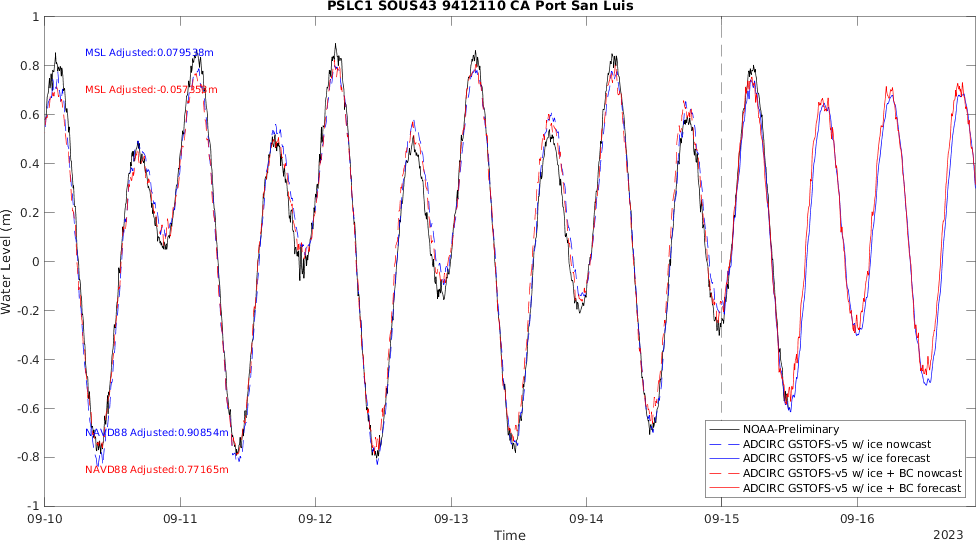 PSLC1 SOUS43 9412110 CA Port San Luis
1
0.8
0.6
0.4
0.2
0
-0.2
-0.4
-0.6
-0.8
-1
Water Level (m)
MSL Adjusted:0.079538m
MSL Adjusted:-0.057353m
NAVD88 Adjusted:0.90854m
NAVD88 Adjusted:0.77165m
NOAA-Preliminary
ADCIRC GSTOFS-v5 w/ ice nowcast
ADCIRC GSTOFS-v5 w/ ice forecast
ADCIRC GSTOFS-v5 w/ ice + BC nowcast
ADCIRC GSTOFS-v5 w/ ice + BC forecast
09-10 09-11 09-12 09-13 09-14 09-15 09-16
Time
2023